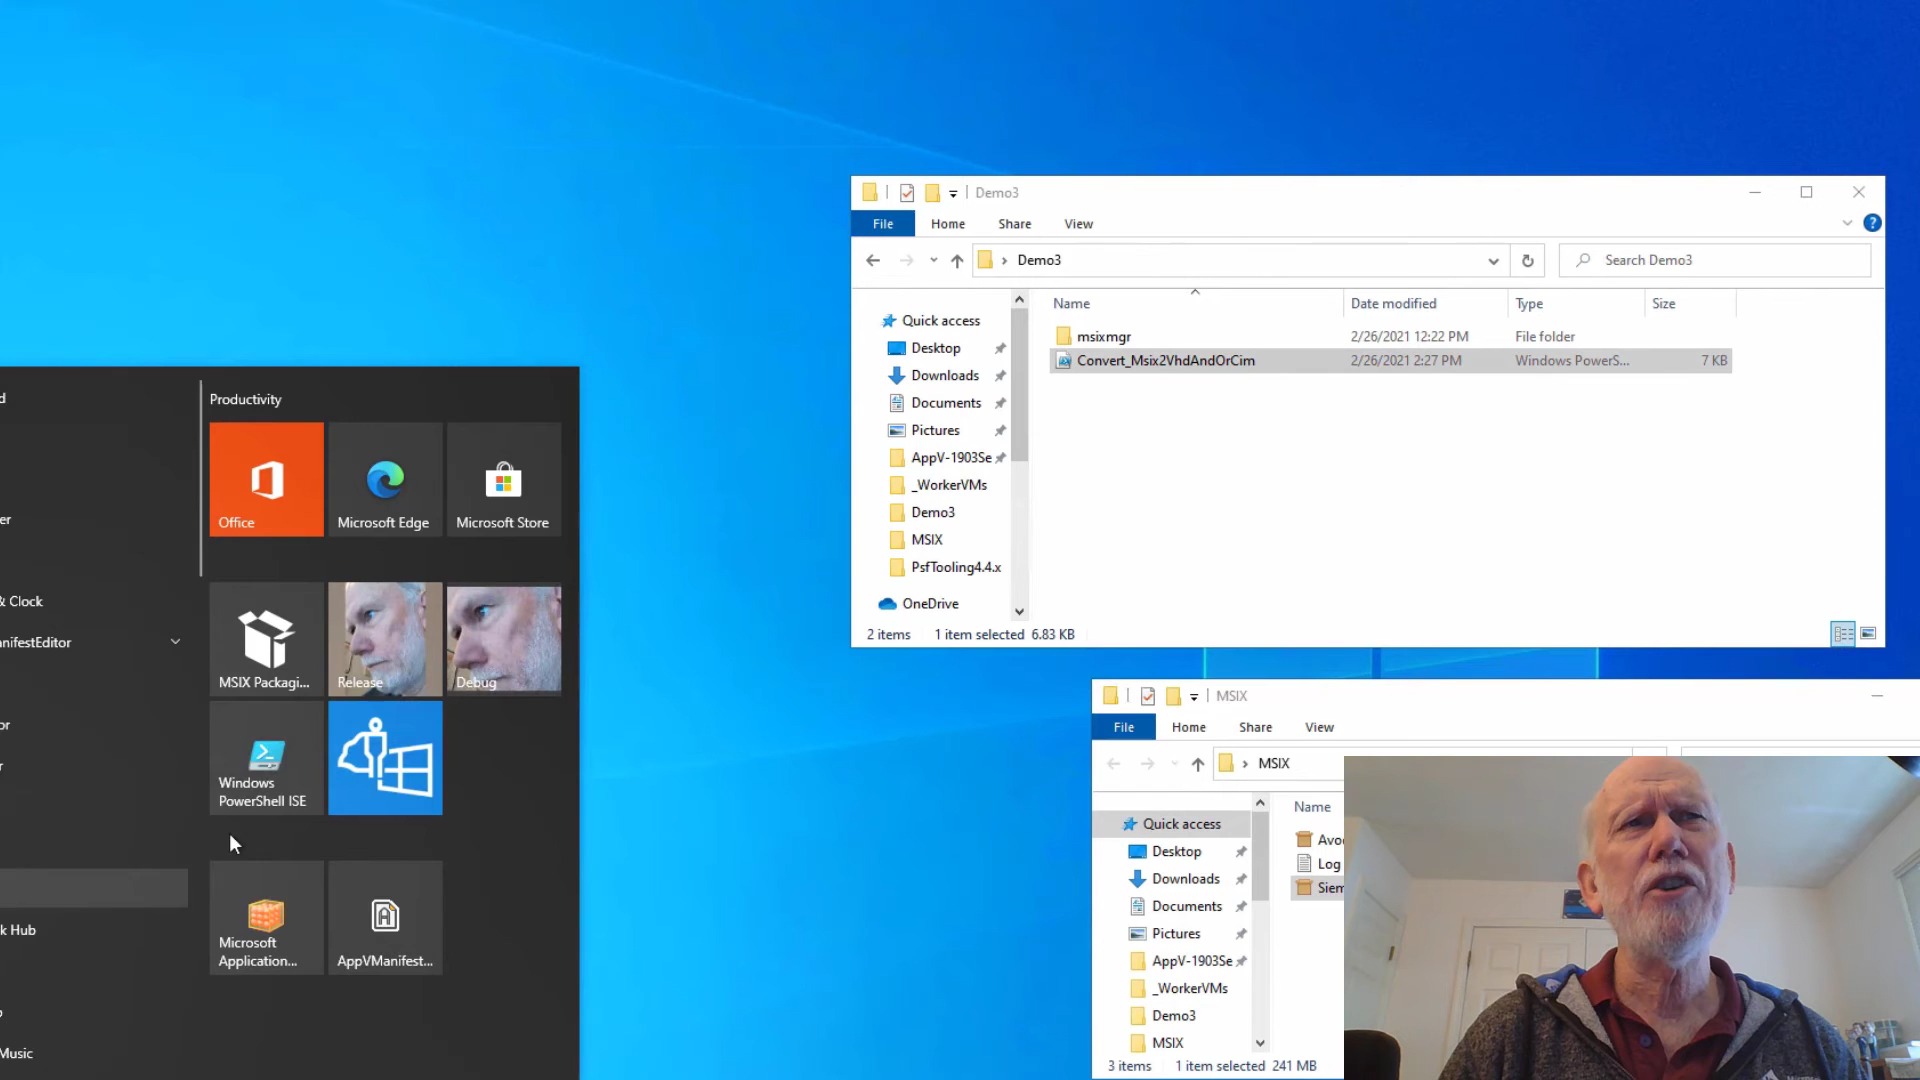 Demo3
File
Home
Share
View
Demo3
Search Demo3
Name
Date modified
Type
Size
Quick access
Desktop
Downloads
Documents
Pictures
AppV-1903Se
_WorkerVMs
Demo3
MSIX
PsfTooling4.4.x
OneDrive
msixmgr
2/26/2021 12:22 PM
File folder
Convert_Msix2VhdAndOrCim
2/26/2021 2:27 PM
Windows PowerS...
7 KB
2 items
1 item selected 6.83 KB
Productivity
Office
Microsoft Edge
Microsoft Store
MSIX Packagi...
Release
Debug
Windows
PowerShell ISE
Microsoft
Application...
AppVManifest...
d
er
& Clock
anifestEditor
or
r
k Hub
Music
MSIX
File
Home
Share
View
MSIX
Name
Quick access
Desktop
Downloads
Documents
Pictures
AppV-1903Se
_WorkerVMs
Demo3
MSIX
Avo
Log
Siem
3 items
1 item selected 241 MB